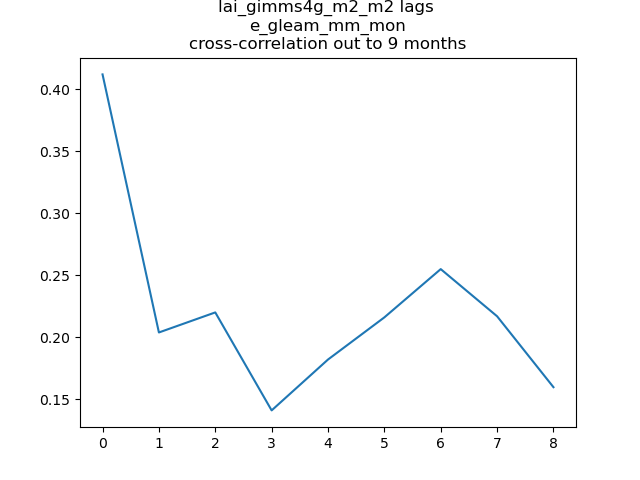 lai_gimms4g_m2_m2 lags
e_gleam_mm_mon
cross-correlation out to 9 months
0.40
0.35
0.30
0.25
0.20
0.15
0 1 2 3 4 5 6 7 8